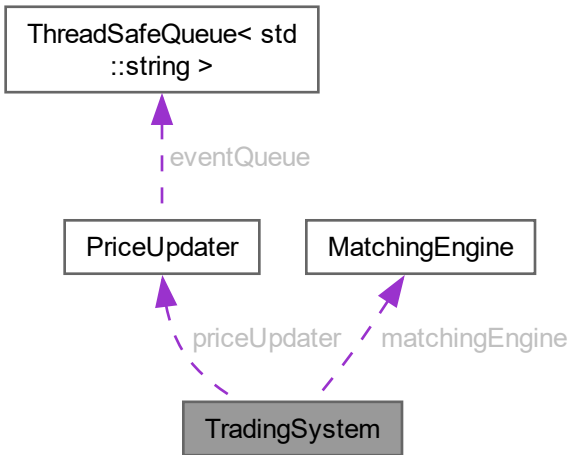 ThreadSafeQueue< std
::string >
eventQueue
PriceUpdater
MatchingEngine
priceUpdater
matchingEngine
TradingSystem